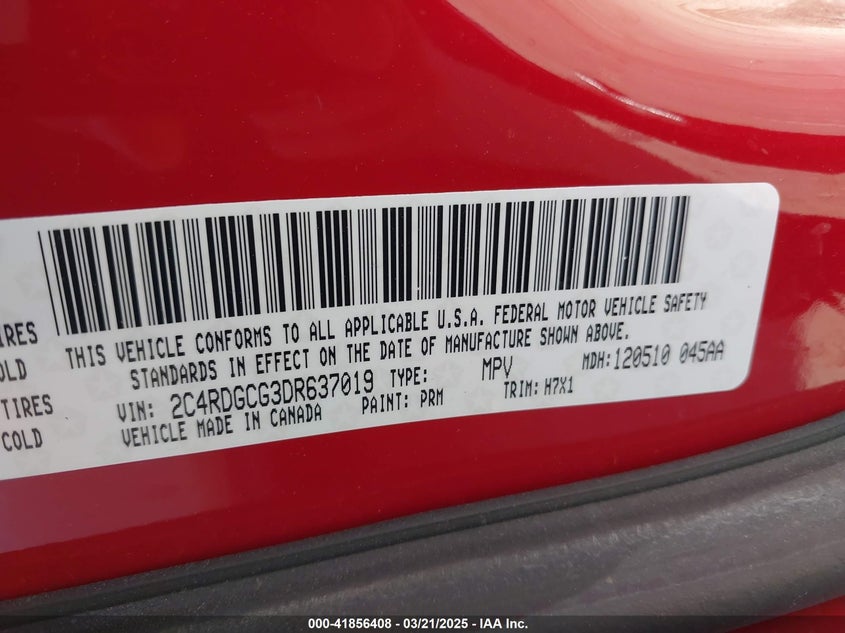 THIS VEHICLE CONFORMS TO ALL APPLICABLE U.S.A. FEDERAL MOTOR VEHICLE SAFETY
STANDARDS IN EFFECT ON THE DATE OF MANUFACTURE SHOWN ABOVE.
MDH:120510 045AA
VIN: 2C4RDGCG3DR637019 TYPE: MPV
VEHICLE MADE IN CANADA PAINT: PRM TRIM: H7X1
IRES
OLD
TIRES
COLD
000-41856408 - 03/21/2025 - IAA Inc.